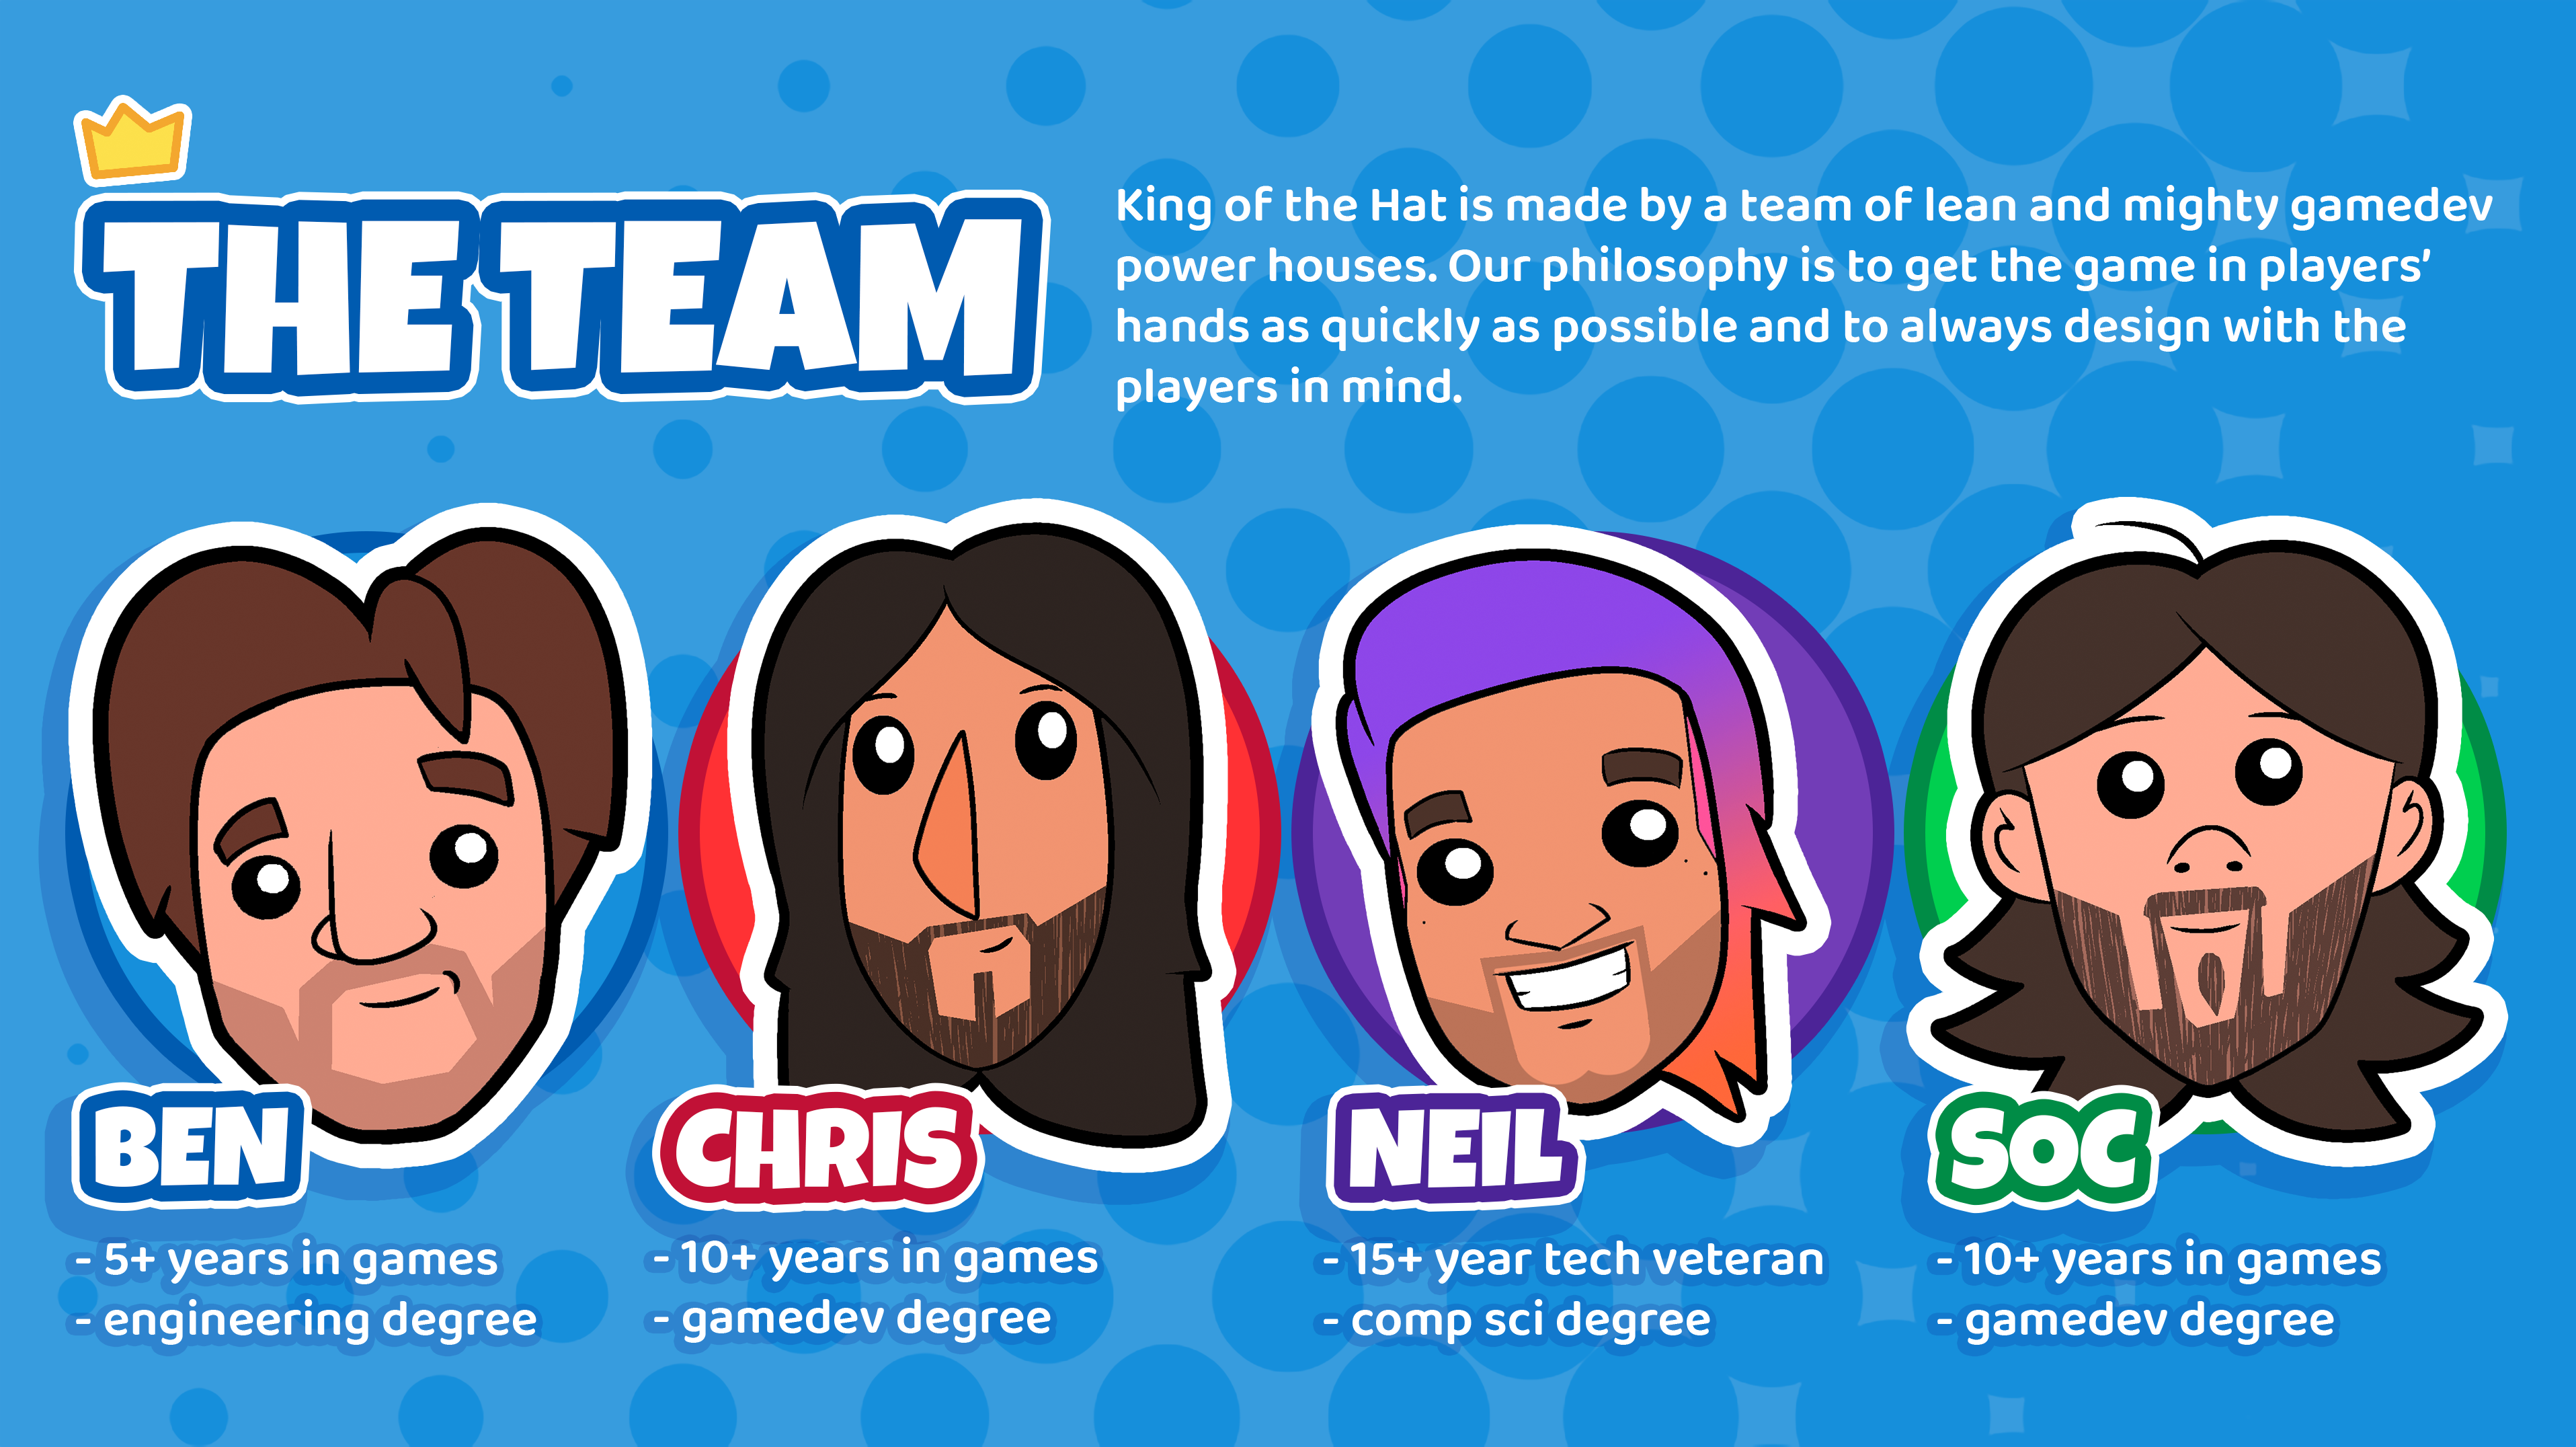 THE TEAM
King of the Hat is made by a team of lean and mighty gamedev
power houses. Our philosophy is to get the game in players’
hands as quickly as possible and to always design with the
players in mind.
BEN
- 5+ years in games
- engineering degree
CHRIS
- 10+ years in games
- gamedev degree
NEIL
- 15+ year tech veteran
- comp sci degree
SOC
- 10+ years in games
- gamedev degree